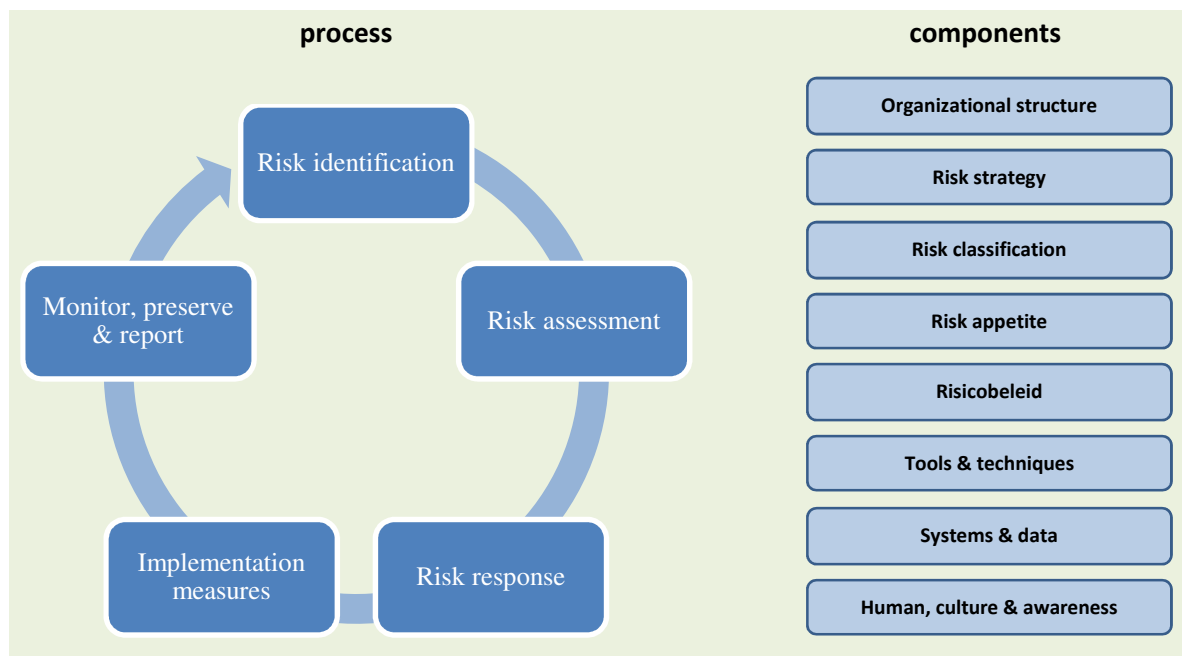 process
Risk identification
Risk assessment
Risk response
Implementation
measures
Monitor, preserve
& report
components
Organizational structure
Risk strategy
Risk classification
Risk appetite
Risicobeleid
Tools & techniques
Systems & data
Human, culture & awareness